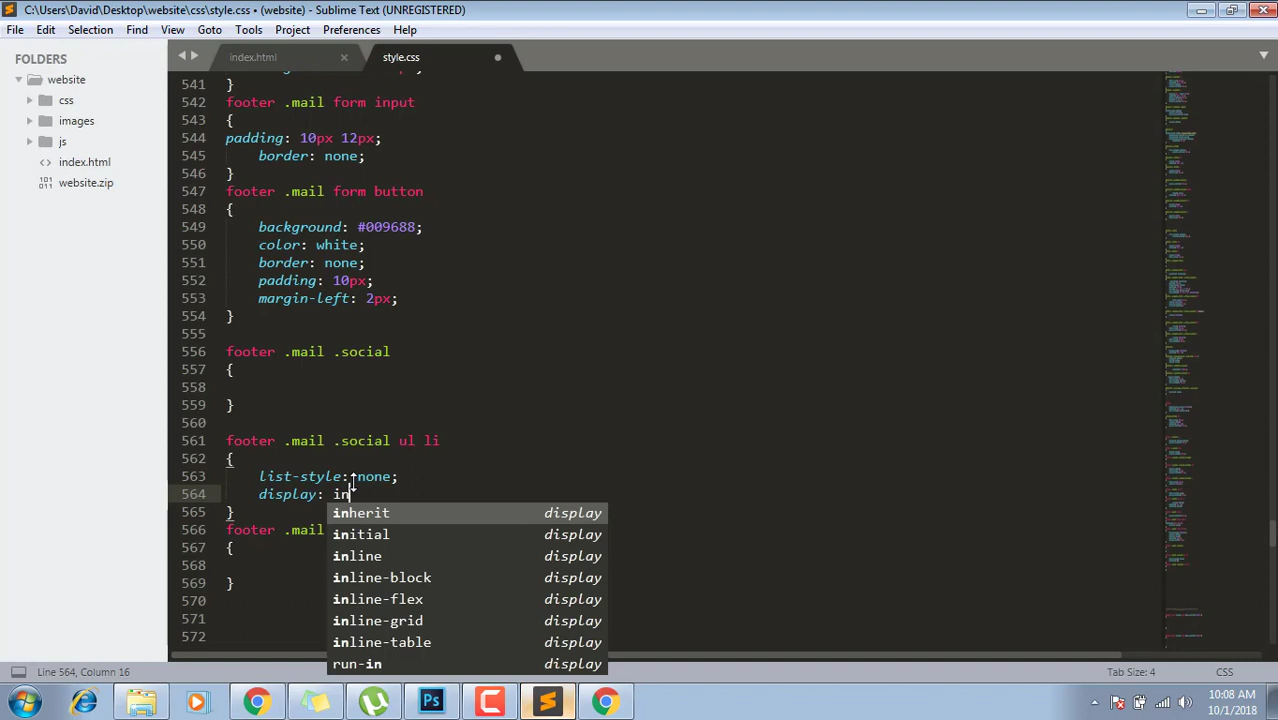 C:\Users\David\Desktop\website\css\style.css • (website) - Sublime Text (UNREGISTERED)
File Edit Selection Find View Goto Tools Project Preferences Help
FOLDERS
website
css
images
js
index.html
website.zip
index.html
style.css
541 }
542 footer .mail form input
543 {
544 padding: 10px 12px;
545 border: none;
546 }
547 footer .mail form button
548 {
549 background: #009688;
550 color: white;
551 border: none;
552 padding: 10px;
553 margin-left: 2px;
554 }
555
556 footer .mail .social
557 {
558
559 }
560
561 footer .mail .social ul li
562 {
563 list-style: none;
564 display: in
565 }
566 footer .mail
567 {
568
569 }
570
571
572
inherit display
initial display
inline display
inline-block display
inline-flex display
inline-grid display
inline-table display
run-in display
Line 564, Column 16
Tab Size: 4
CSS
10:08 AM
10/1/2018